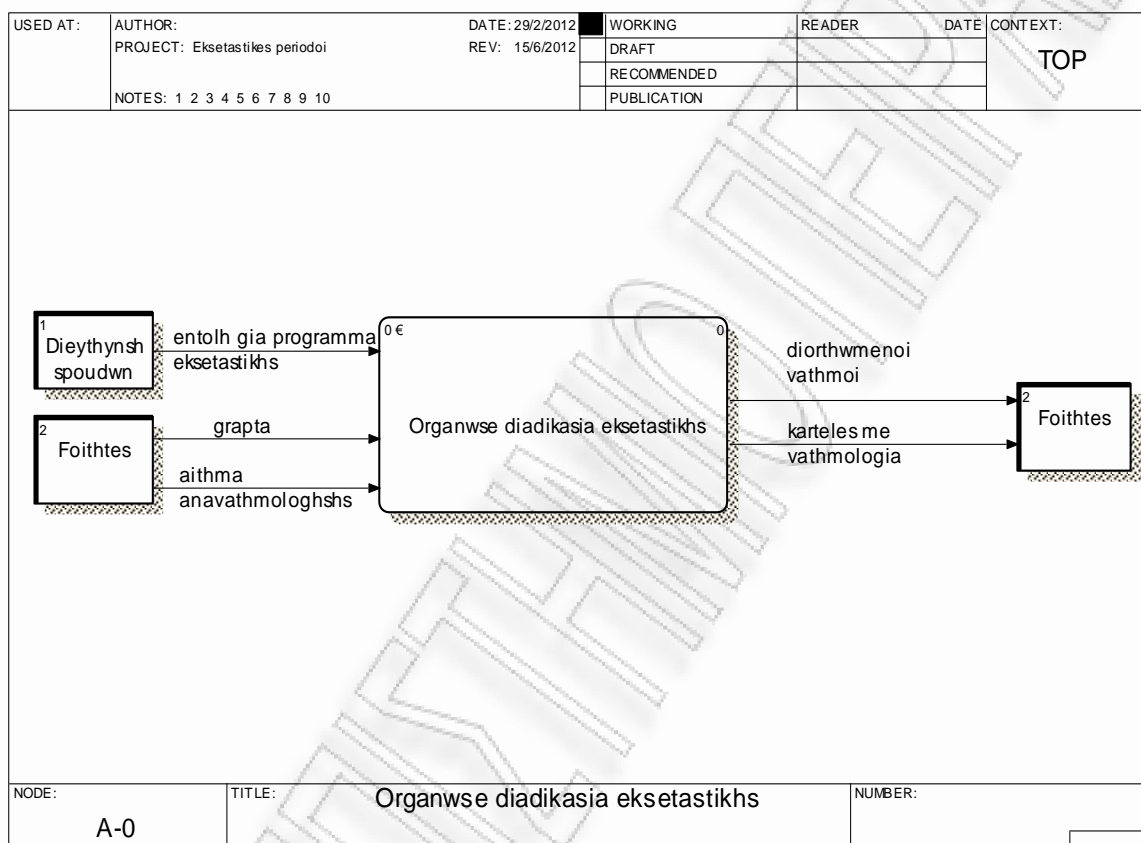 USED AT:
AUTHOR:
DATE: 29/2/2012
PROJECT: Eksetastikes periodoi
REV: 15/6/2012
NOTES: 1 2 3 4 5 6 7 8 9 10
WORKING
DRAFT
RECOMMENDED
PUBLICATION
READER
DATE
CONTEXT:
TOP
1
Dieythynsh
spoudwn
entolh gia programma
eksetastikhs
2
Foithtes
grapta
aithma
anavathmologhshs
0 €
0
Organwse diadikasia eksetastikhs
diorthwmenoi
vathmoi
karteles me
vathmologia
2
Foithtes
NODE:
A-0
TITLE:
Organwse diadikasia eksetastikhs
NUMBER: